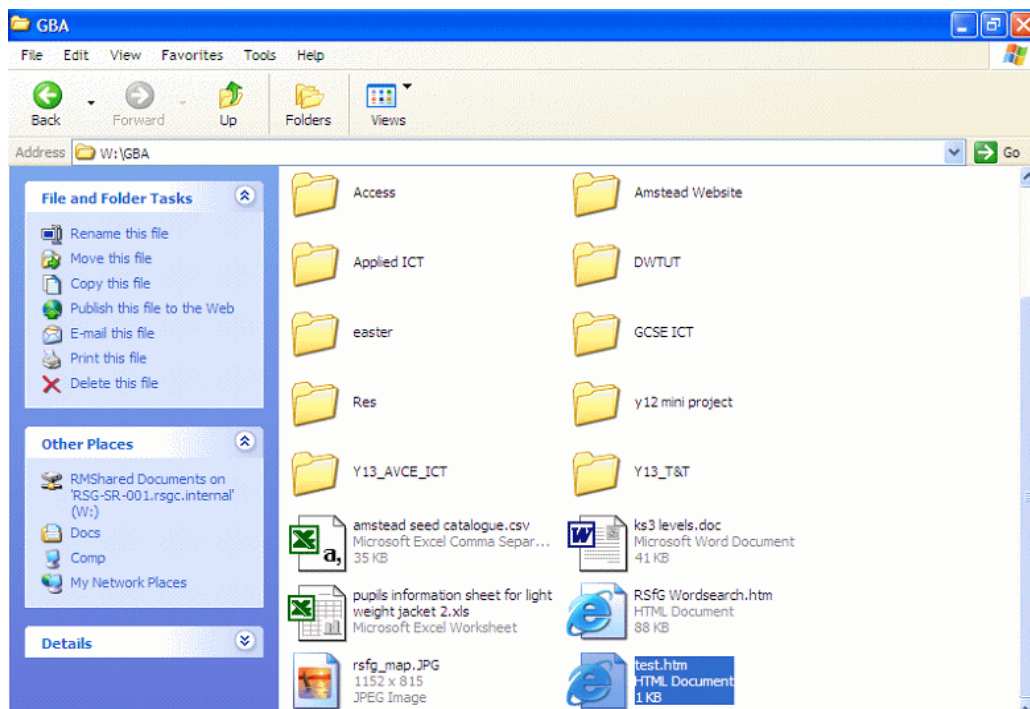 GBA
File Edit View Favorites Tools Help
Back Forward Up Folders Views
Address W:\GBA Go
File and Folder Tasks
Rename this file
Move this file
Copy this file
Publish this file to the Web
E-mail this file
Print this file
Delete this file
Other Places
RMShared Documents on
'RSG-SR-001.rsgc.internal'
(W:)
Docs
Comp
My Network Places
Details
Access
Amstead Website
Applied ICT
DWTUT
easter
GCSE ICT
Res
y12 mini project
Y13_AVCE_ICT
Y13_T&T
amstead seed catalogue.csv
Microsoft Excel Comma Separ...
35 KB
ks3 levels.doc
Microsoft Word Document
41 KB
pupils information sheet for light
weight jacket 2.xls
Microsoft Excel Worksheet
RSfG Wordsearch.htm
HTML Document
88 KB
rsfg_map.JPG
1152 x 815
JPEG Image
test.htm
HTML Document
1 KB